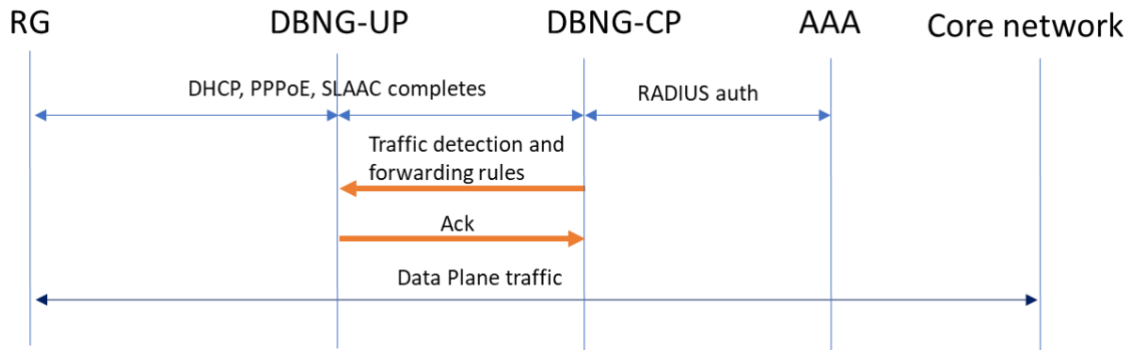 RG DBNG-UP DBNG-CP AAA Core network
DHCP, PPPoE, SLAAC completes RADIUS auth
Traffic detection and
forwarding rules
Ack
Data Plane traffic